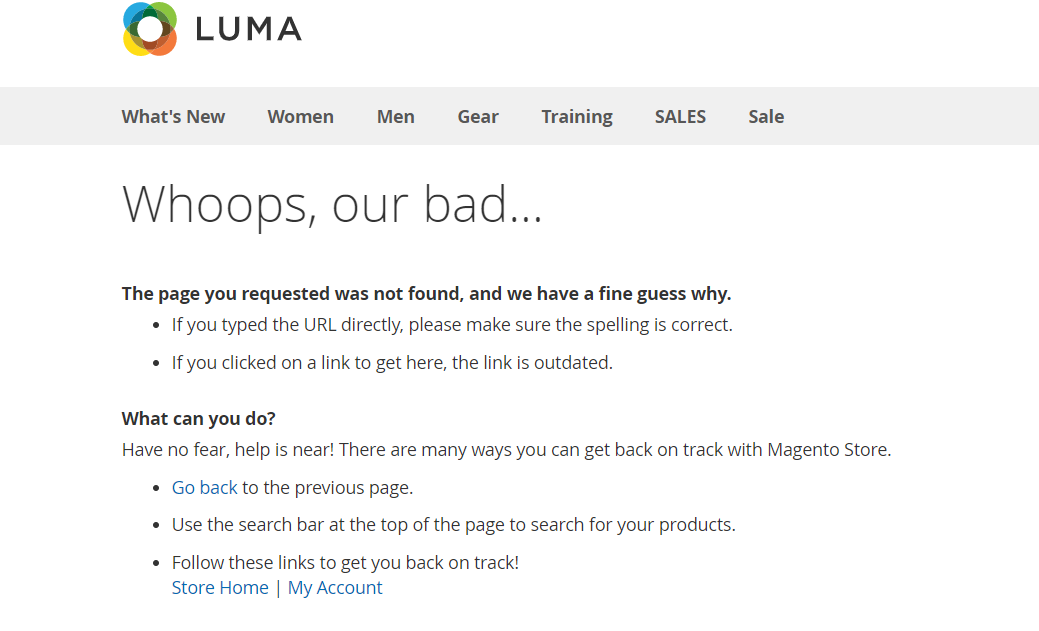 LUMA
What's New Women Men Gear Training SALES Sale
Whoops, our bad...
The page you requested was not found, and we have a fine guess why.
• If you typed the URL directly, please make sure the spelling is correct.
• If you clicked on a link to get here, the link is outdated.
What can you do?
Have no fear, help is near! There are many ways you can get back on track with Magento Store.
• Go back to the previous page.
• Use the search bar at the top of the page to search for your products.
• Follow these links to get you back on track!
Store Home | My Account